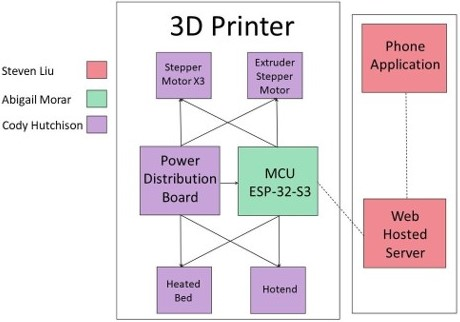 3D Printer
Steven Liu
Abigail Morar
Cody Hutchison
Stepper
Motor X3
Extruder
Stepper
Motor
Power
Distribution
Board
MCU
ESP-32-S3
Heated
Bed
Hotend
Phone
Application
Web
Hosted
Server